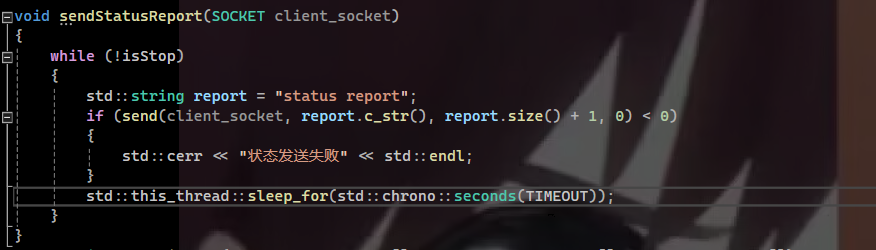 void sendStatusReport(SOCKET client_socket)
{
    while (!isStop)
    {
        std::string report = "status report";
        if (send(client_socket, report.c_str(), report.size() + 1, 0) < 0)
        {
            std::cerr << "状态发送失败" << std::endl;
        }
        std::this_thread::sleep_for(std::chrono::seconds(TIMEOUT));
    }
}